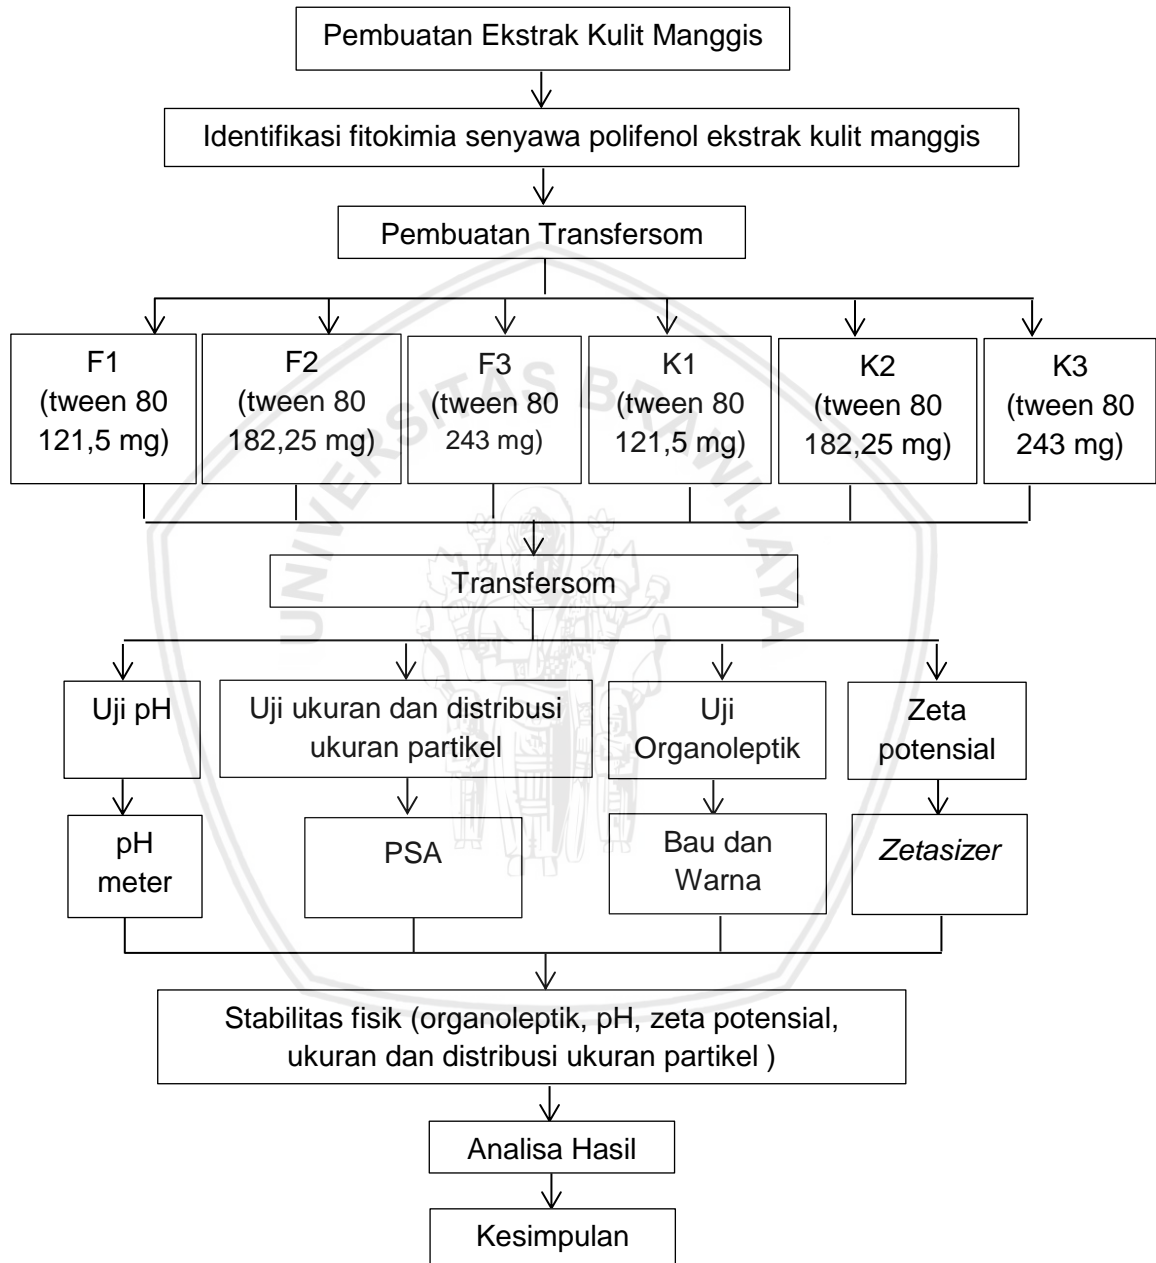 Pembuatan Ekstrak Kulit Manggis
Identifikasi fitokimia senyawa polifenol ekstrak kulit manggis
Pembuatan Transfersom
F1
(tween 80
121,5 mg)
F2
(tween 80
182,25 mg)
F3
(tween 80
243 mg)
K1
(tween 80
121,5 mg)
K2
(tween 80
182,25 mg)
K3
(tween 80
243 mg)
UNIVERSITAS BRAWIJAYA
Transfersom
Uji pH
Uji ukuran dan distribusi
ukuran partikel
Uji
Organoleptik
Zeta
potensial
pH
meter
PSA
Bau dan
Warna
Zetasizer
Stabilitas fisik (organoleptik, pH, zeta potensial,
ukuran dan distribusi ukuran partikel )
Analisa Hasil
Kesimpulan